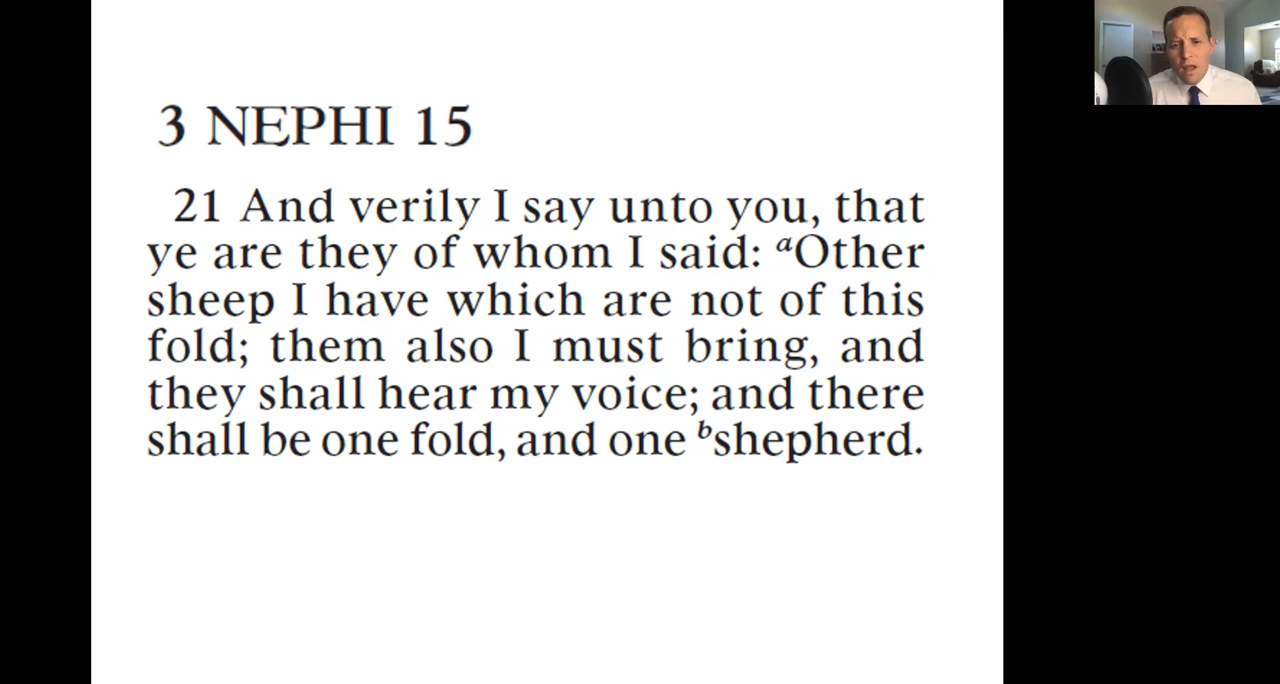 3 NEPHI 15
21 And verily I say unto you, that
ye are they of whom I said: aOther
sheep I have which are not of this
fold; them also I must bring, and
they shall hear my voice; and there
shall be one fold, and one bshepherd.